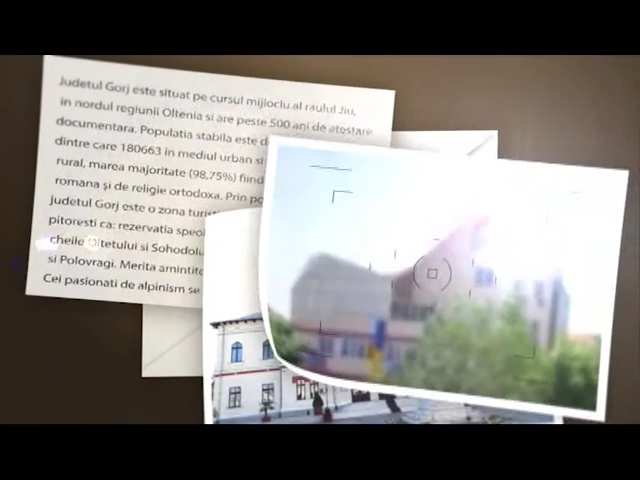 Judetul Gorj este situat pe cursul mijlociu al raului Jiu,
in nordul regiunii Oltenia si are peste 500 ani de atestare
documentara. Populatia stabila este d
dintre care 180663 in mediul urban si
rural, marea majoritate (98,75%) fiind
romana și de religie ortodoxa. Prin po
Judetul Gorj este o zona turis
pitoresti ca: rezervatia speol
cheile Oltetului si Sohodolu
si Polovragi. Merita amintito
Cei pasionati de alpinism se